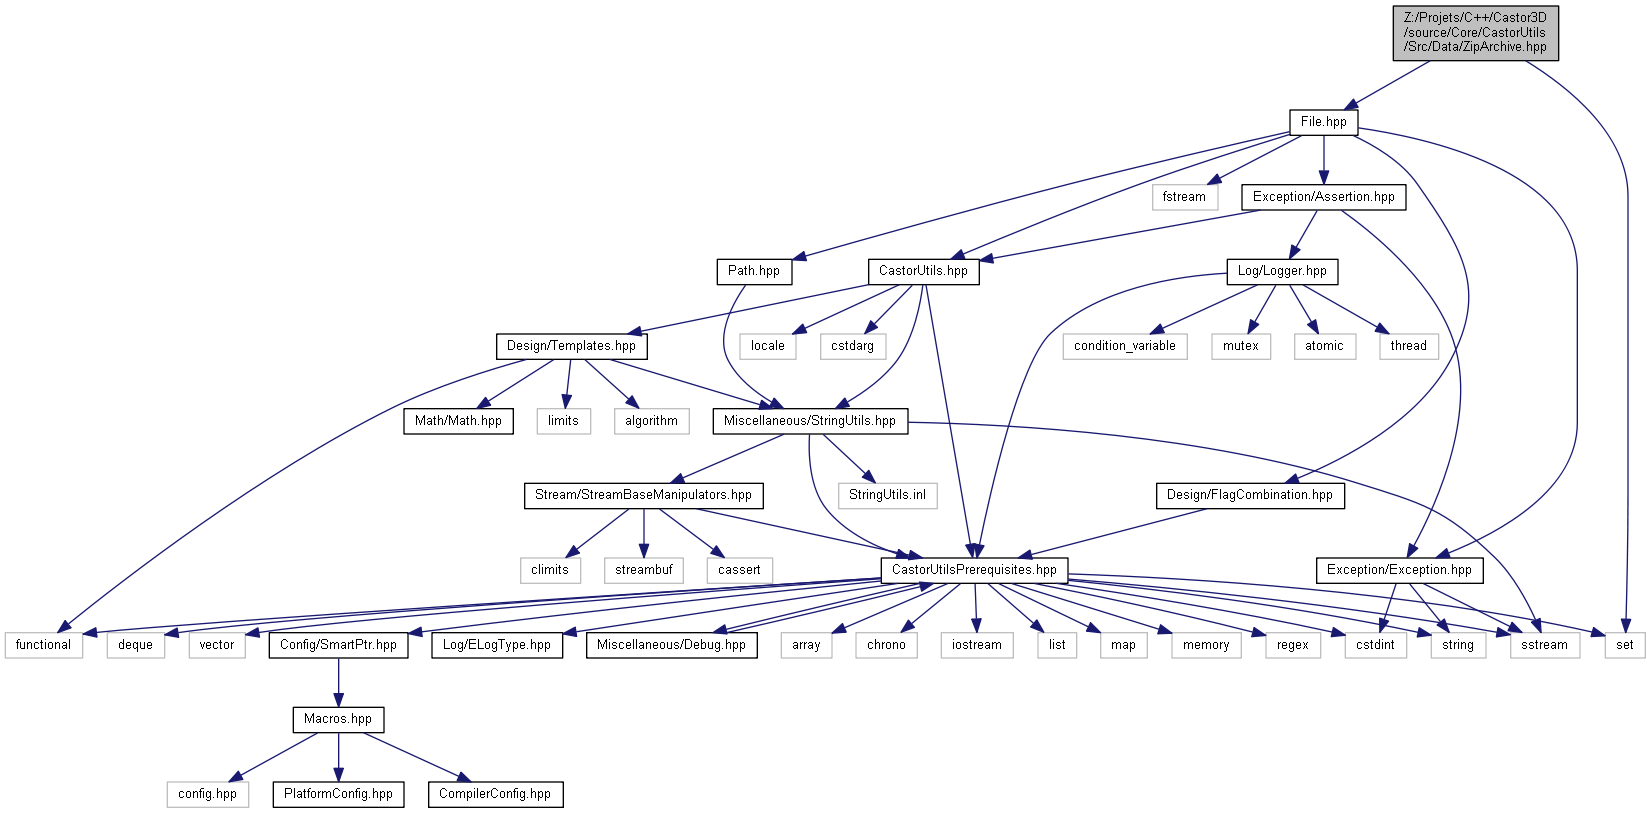 Z:/Projets/C++/Castor3D
/source/Core/CastorUtils
/Src/Data/ZipArchive.hpp
File.hpp
fstream
Exception/Assertion.hpp
Path.hpp
CastorUtils.hpp
Log/Logger.hpp
Design/Templates.hpp
locale
cstdarg
condition_variable
mutex
atomic
thread
Math/Math.hpp
limits
algorithm
Miscellaneous/StringUtils.hpp
Stream/StreamBaseManipulators.hpp
StringUtils.inl
Design/FlagCombination.hpp
climits
streambuf
cassert
CastorUtilsPrerequisites.hpp
Exception/Exception.hpp
functional
deque
vector
Config/SmartPtr.hpp
Log/ELogType.hpp
Miscellaneous/Debug.hpp
array
chrono
iostream
list
map
memory
regex
cstdint
string
sstream
set
Macros.hpp
config.hpp
PlatformConfig.hpp
CompilerConfig.hpp